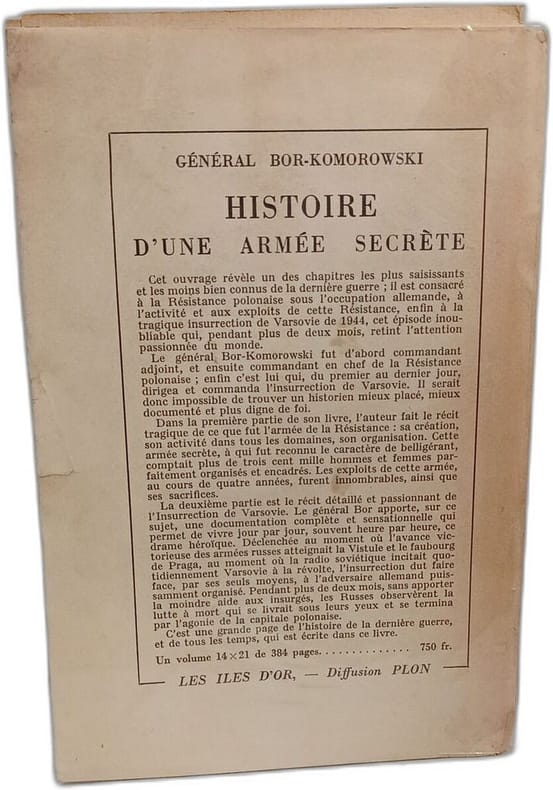 GÉNÉRAL BOR-KOMOROWSKI
HISTOIRE
D'UNE ARMÉE SECRÈTE
Cet ouvrage révèle un des chapitres les plus saisissants
et les moins bien connus de la dernière guerre ; il est consacré
à la Résistance polonaise sous l'occupation allemande, à
l'activité et aux exploits de cette Résistance, enfin à la
tragique insurrection de Varsovie de 1944, cet épisode inou-
bliable qui, pendant plus de deux mois, retint l'attention
passionnée du monde.
Le général Bor-Komorowski fut d'abord commandant
adjoint, et ensuite commandant en chef de la Résistance
polonaise ; enfin c'est lui qui, du premier au dernier jour,
dirigea et commanda l'insurrection de Varsovie. Il serait
donc impossible de trouver un historien mieux placé, mieux
documenté et plus digne de foi.
Dans la première partie de son livre, l'auteur fait le récit
tragique de ce que fut l'armée de la Résistance : sa création,
son activité dans tous les domaines, son organisation. Cette
armée secrète, à qui fut reconnu le caractère de belligérant,
comptait plus de trois cent mille hommes et femmes par-
faitement organisés et encadrés. Les exploits de cette armée,
au cours de quatre années, furent innombrables, ainsi que
ses sacrifices.
La deuxième partie est le récit détaillé et passionnant de
l'Insurrection de Varsovie. Le général Bor apporte, sur ce
sujet, une documentation complète et sensationnelle qui
permet de vivre jour par jour, souvent heure par heure, ce
drame héroïque. Déclenchée au moment où l'avance vic-
torieuse des armées russes atteignait la Vistule et le faubourg
de Praga, au moment où la radio soviétique incitait quo-
tidiennement Varsovie à la révolte, l'insurrection dut faire
face, par ses seuls moyens, à l'adversaire allemand puis-
samment organisé. Pendant plus de deux mois, sans apporter
la moindre aide aux insurgés, les Russes observèrent la
lutte à mort qui se livrait sous leurs yeux et se termina
par l'agonie de la capitale polonaise.
C'est une grande page de l'histoire de la dernière guerre,
et de tous les temps, qui est écrite dans ce livre.
Un volume 14×21 de 384 pages.............. 750 fr.
LES ILES D'OR, — Diffusion PLON